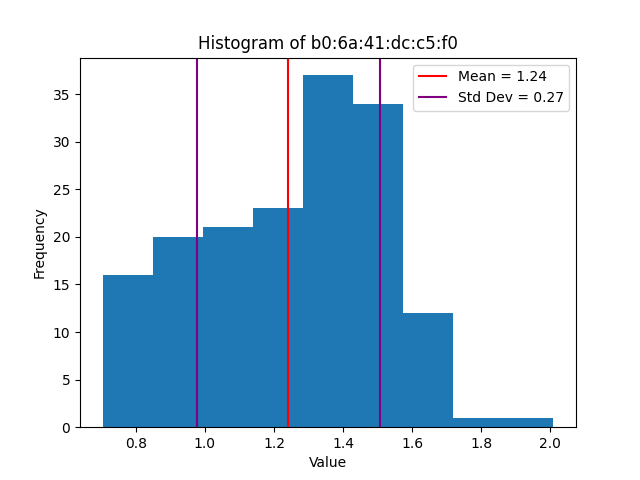 Histogram of b0:6a:41:dc:c5:f0
Mean = 1.24
Std Dev = 0.27
35
30
25
20
15
10
5
0
Frequency
0.8 1.0 1.2 1.4 1.6 1.8 2.0
Value